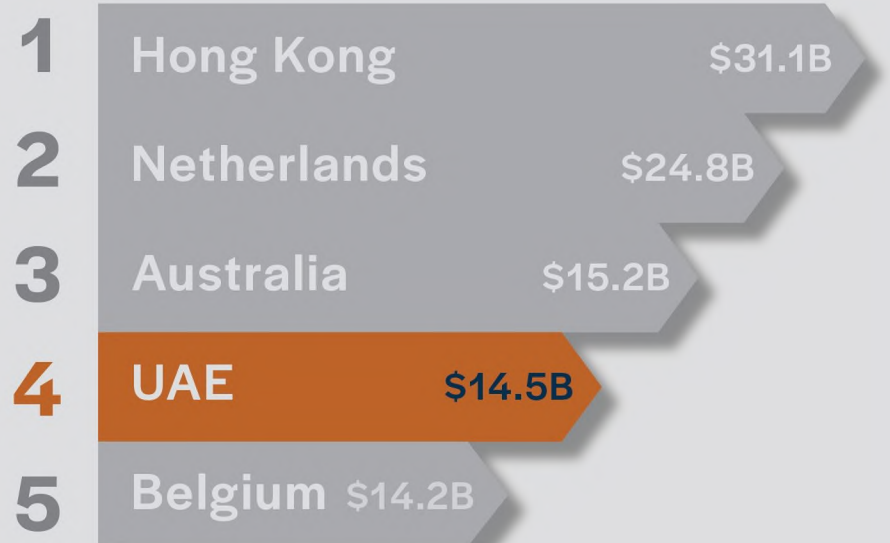 1 Hong Kong $31.1B
2 Netherlands $24.8B
3 Australia $15.2B
4 UAE $14.5B
5 Belgium $14.2B